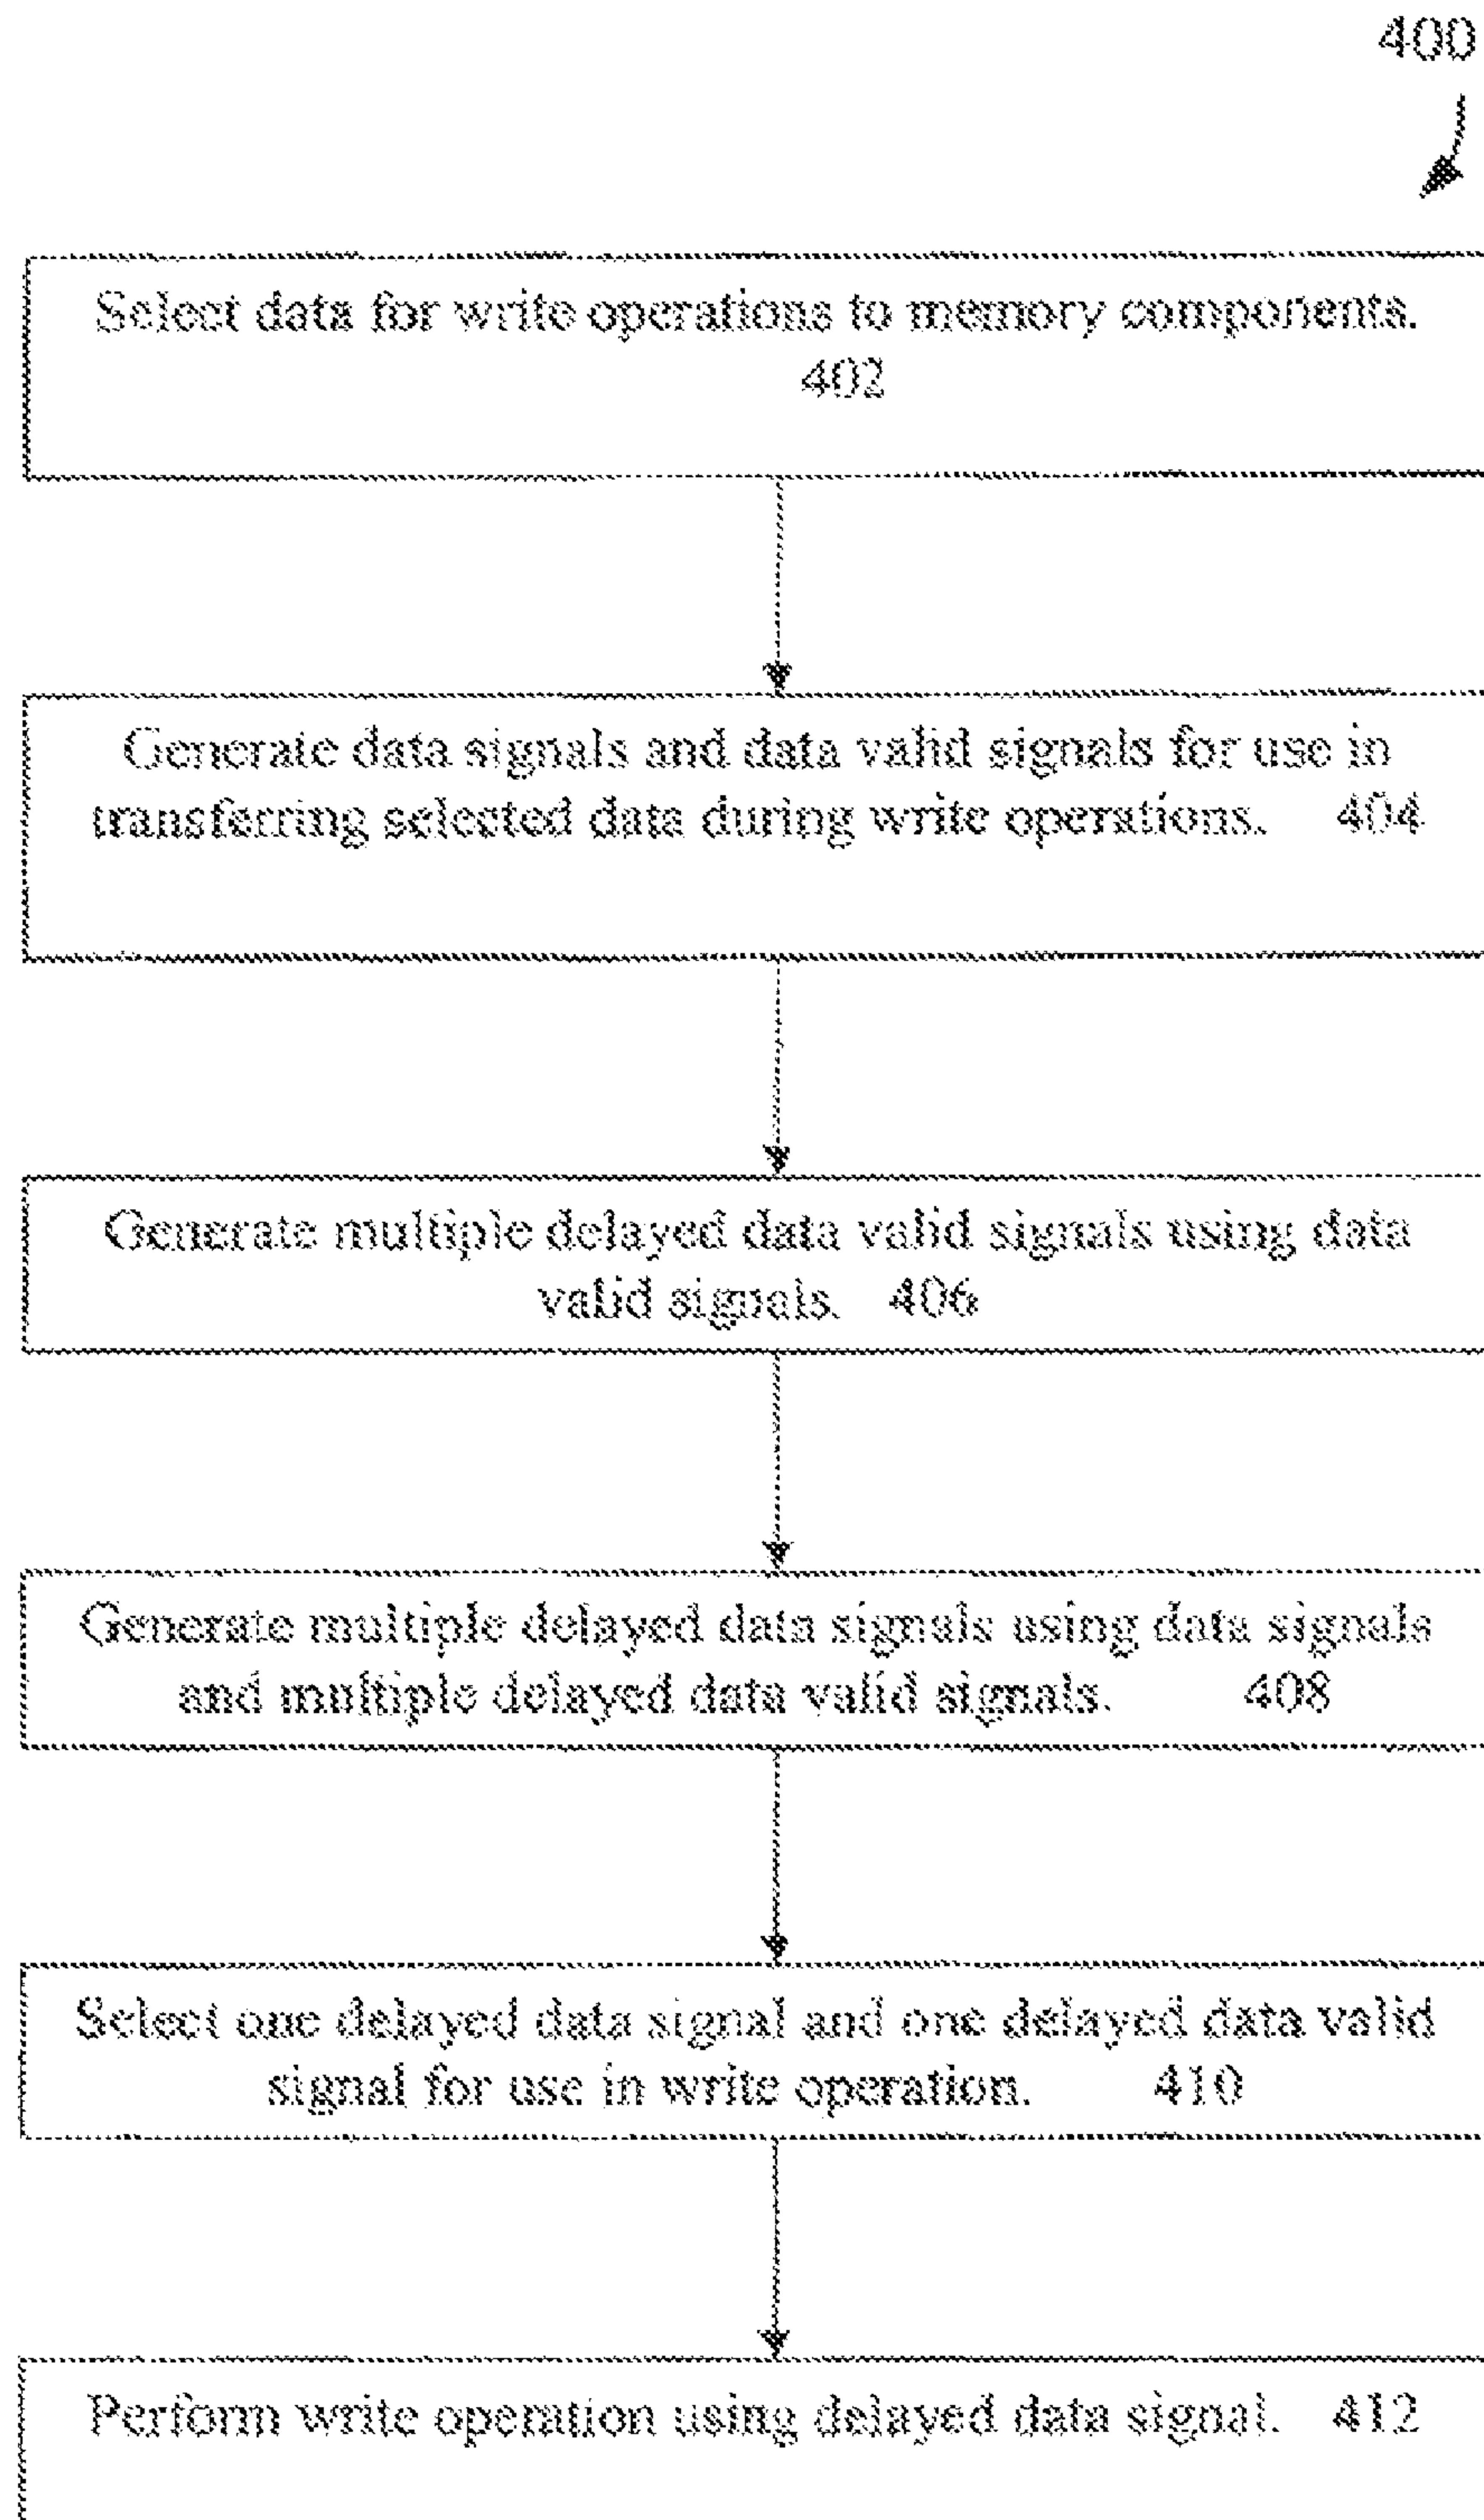 400
Select data for write operations to memory components.
402
Generate data signals and data valid signals for use in
transferring selected data during write operations. 404
Generate multiple delayed data valid signals using data
valid signals. 406
Generate multiple delayed data signals using data signals
and multiple delayed data valid signals. 408
Select one delayed data signal and one delayed data valid
signal for use in write operation. 410
Perform write operation using delayed data signal. 412